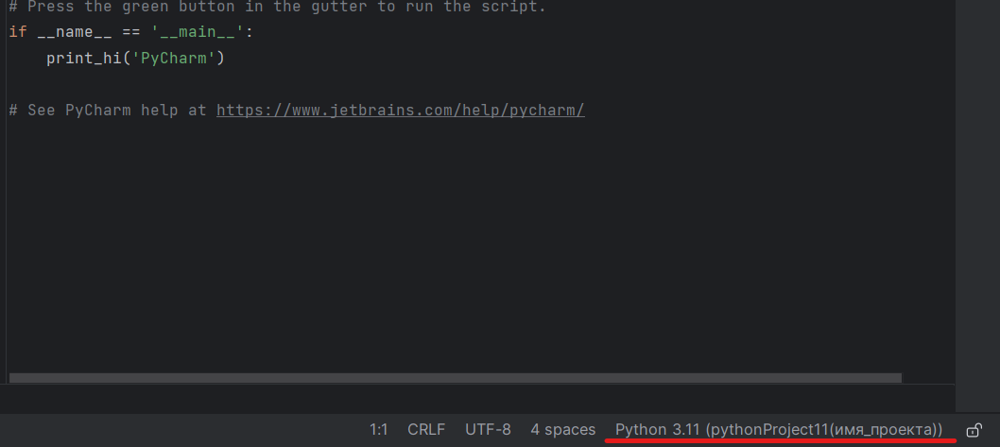 # Press the green button in the gutter to run the script.
if __name__ == '__main__':
    print_hi('PyCharm')
# See PyCharm help at https://www.jetbrains.com/help/pycharm/
1:1 CRLF UTF-8 4 spaces Python 3.11 (pythonProject11(имя_проекта))